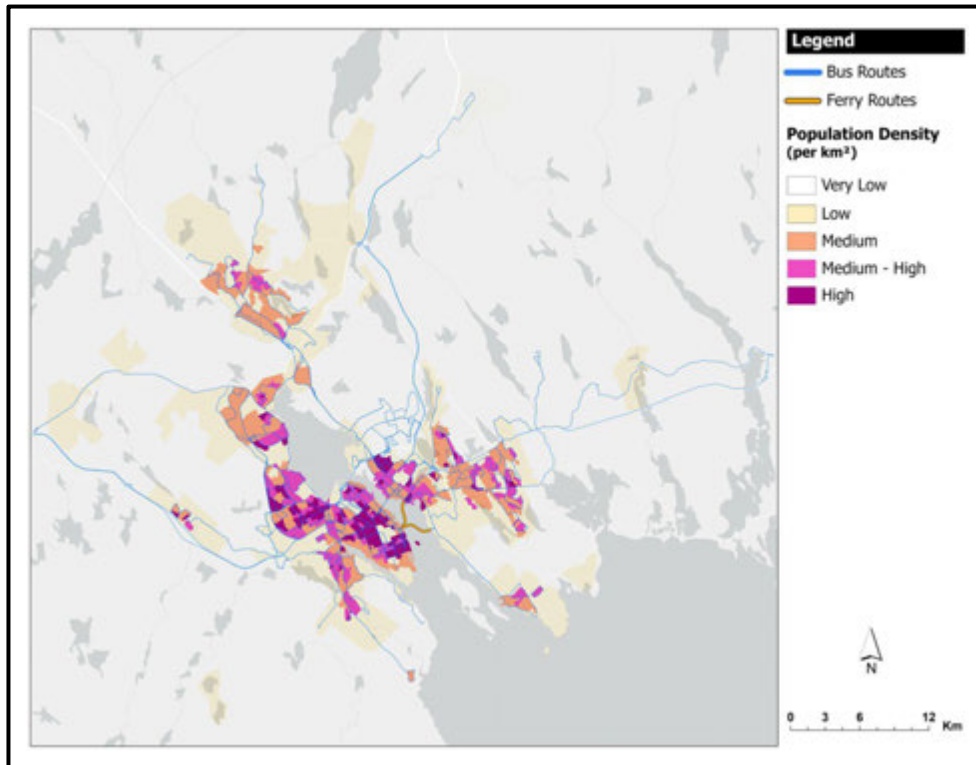 Legend
Bus Routes
Ferry Routes
Population Density
(per km²)
Very Low
Low
Medium
Medium - High
High
N
0 3 6 12
Km